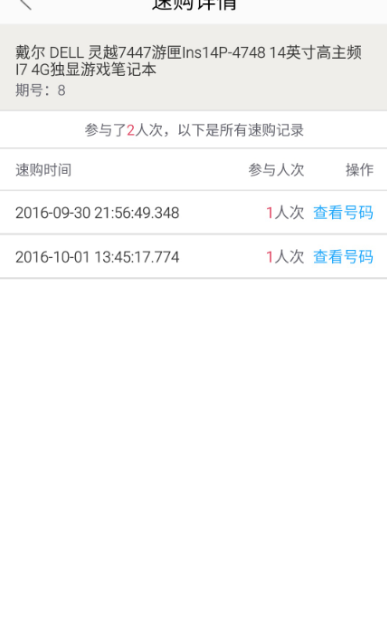 速购详情
戴尔 DELL 灵越7447游匣Ins14P-4748 14英寸高主频
I7 4G独显游戏笔记本
期号：8
参与了2人次，以下是所有速购记录
速购时间 参与人次 操作
2016-09-30 21:56:49.348 1人次 查看号码
2016-10-01 13:45:17.774 1人次 查看号码